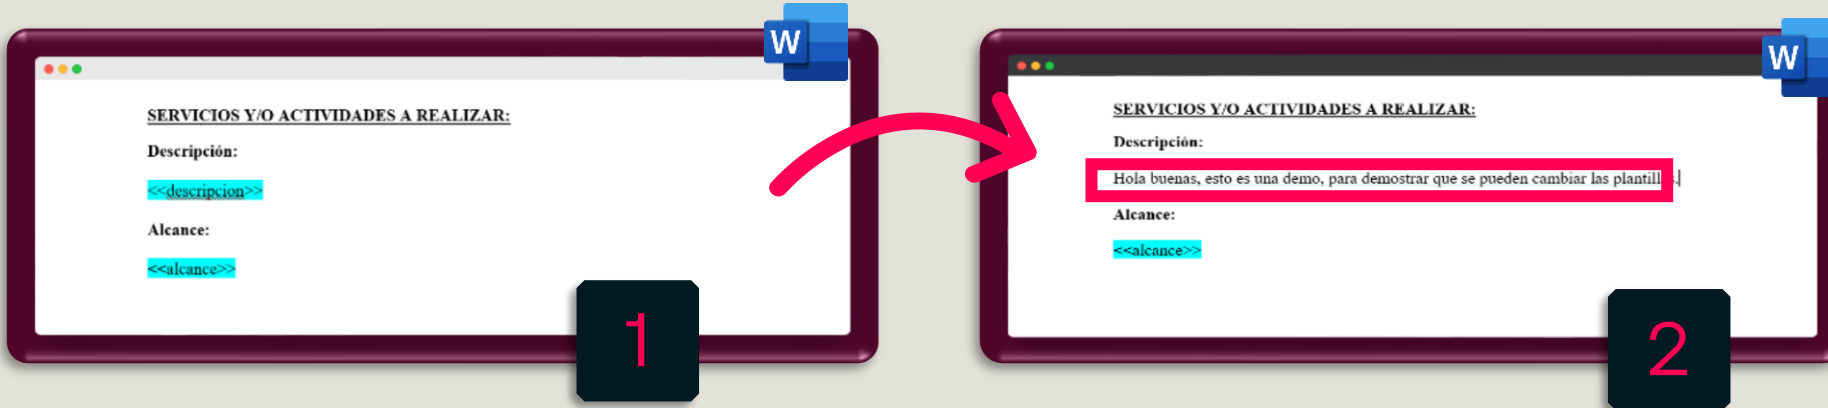 W
SERVICIOS Y/O ACTIVIDADES A REALIZAR:
Descripción:
<<descripcion>>
Alcance:
<<alcance>>
1
W
SERVICIOS Y/O ACTIVIDADES A REALIZAR:
Descripción:
Hola buenas, esto es una demo, para demostrar que se pueden cambiar las plantillas.
Alcance:
<<alcance>>
2